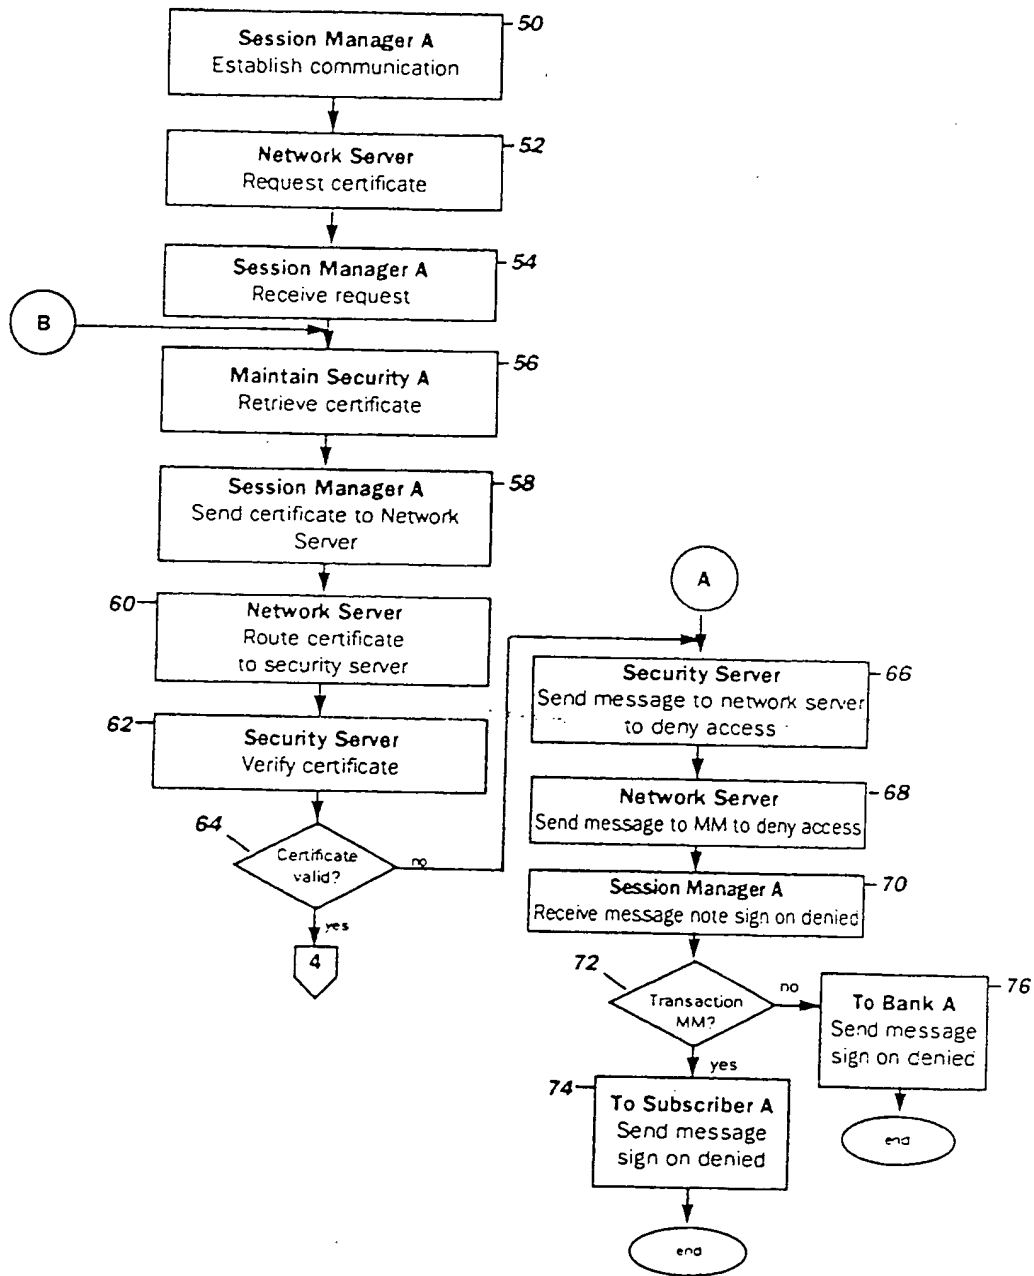 50
Session Manager A
Establish communication
52
Network Server
Request certificate
54
Session Manager A
Receive request
B
56
Maintain Security A
Retrieve certificate
58
Session Manager A
Send certificate to Network
Server
60
Network Server
Route certificate
to security server
62
Security Server
Verify certificate
64
Certificate
valid?
no
yes
4
A
66
Security Server
Send message to network server
to deny access
68
Network Server
Send message to MM to deny access
70
Session Manager A
Receive message note sign on denied
72
Transaction
MM?
no
yes
76
To Bank A
Send message
sign on denied
end
74
To Subscriber A
Send message
sign on denied
end